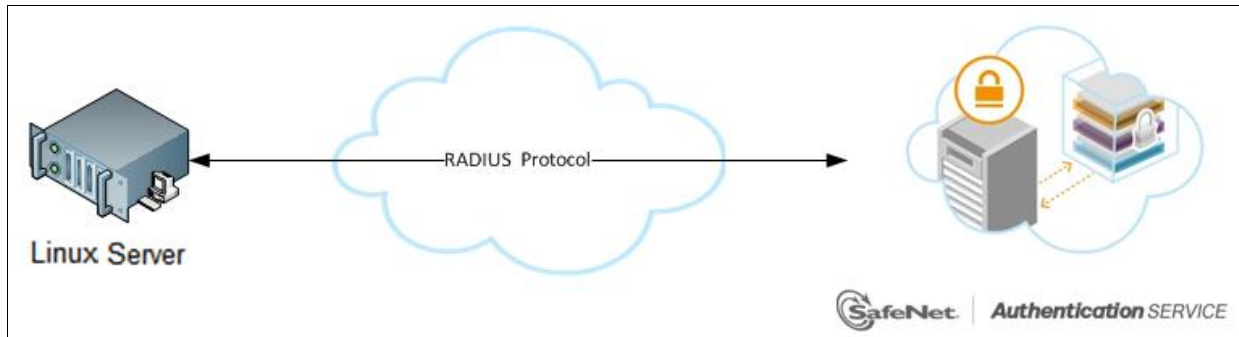 RADIUS Protocol
Linux Server
SafeNet. | Authentication SERVICE